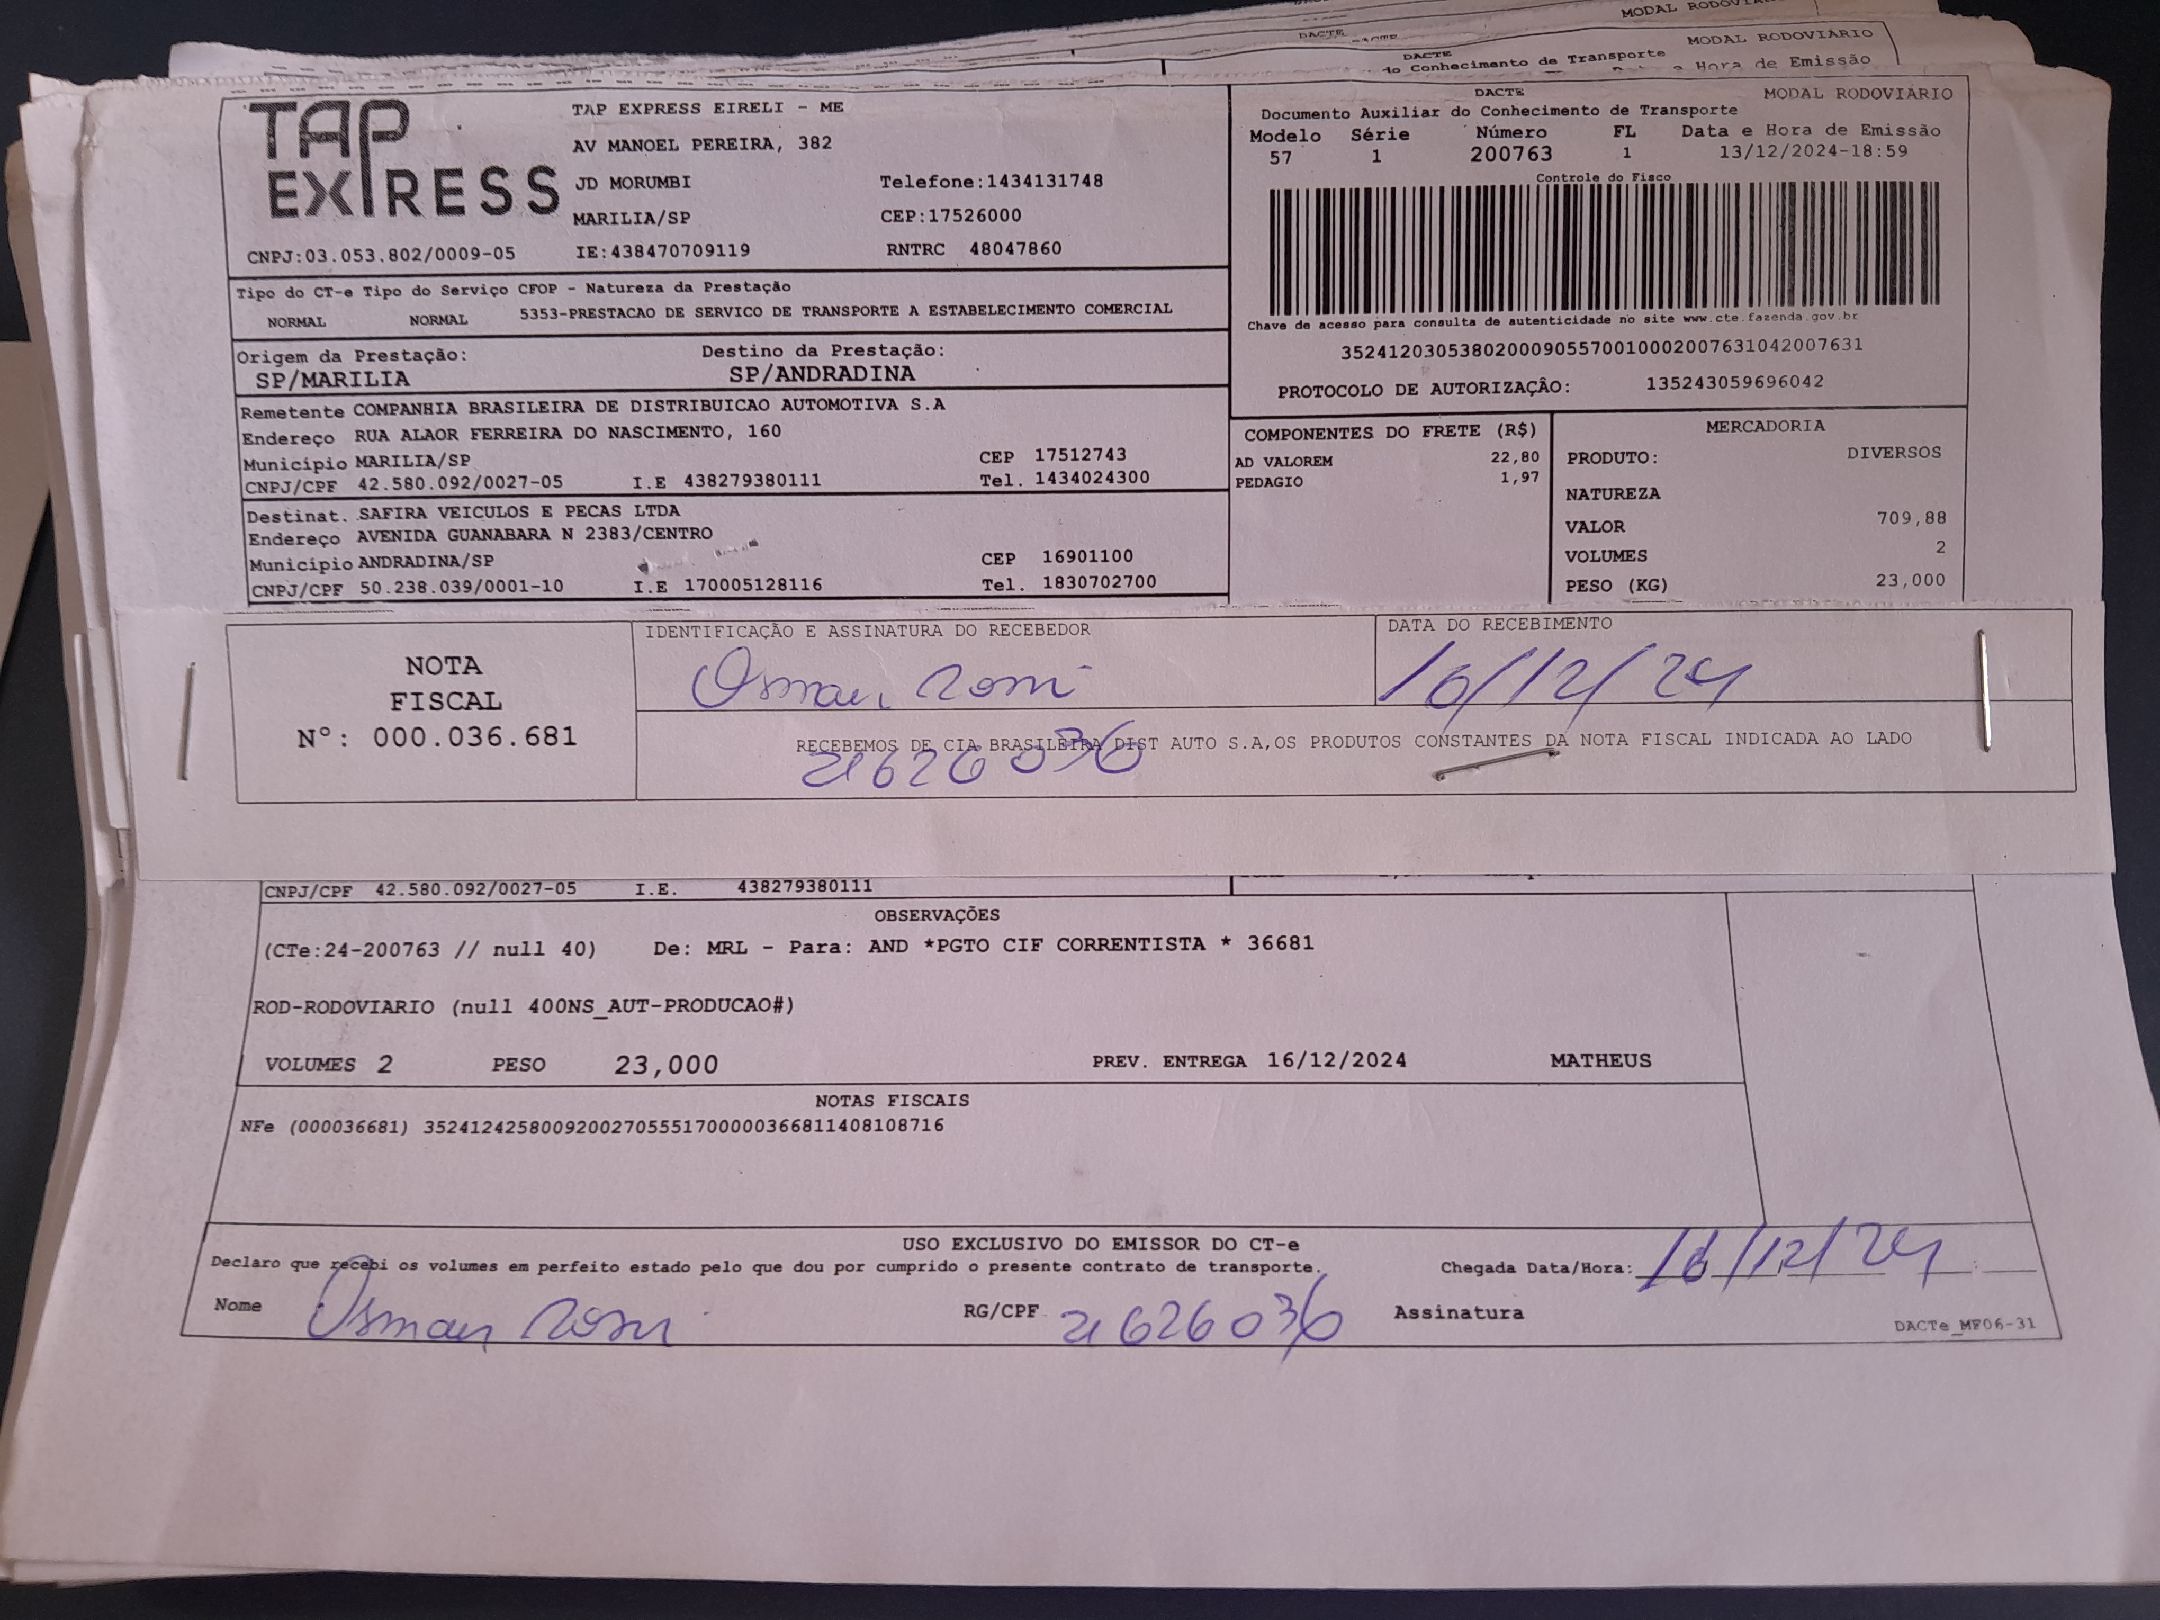 MODAL RODOVIARIO
DACTE
DACTE
MODAL RODOVIARIO
Conhecimento de Transporte
Hora de Emissão
TAP EXPRESS
TAP EXPRESS EIRELI - ME
AV MANOEL PEREIRA, 382
JD MORUMBI Telefone:1434131748
MARILIA/SP CEP:17526000
CNPJ:03.053.802/0009-05 IE:438470709119 RNTRC 48047860
DACTE MODAL RODOVIARIO
Documento Auxiliar do Conhecimento de Transporte
Modelo Série Número FL Data e Hora de Emissão
57 1 200763 1 13/12/2024-18:59
Controle do Fisco
Chave de acesso para consulta de autenticidade no site www.cte.fazenda.gov.br
35241203053802000905570010002007631042007631
PROTOCOLO DE AUTORIZAÇÃO: 135243059696042
Tipo do CT-e Tipo do Serviço CFOP - Natureza da Prestação
NORMAL NORMAL 5353-PRESTACAO DE SERVICO DE TRANSPORTE A ESTABELECIMENTO COMERCIAL
Origem da Prestação: Destino da Prestação:
SP/MARILIA SP/ANDRADINA
Remetente COMPANHIA BRASILEIRA DE DISTRIBUICAO AUTOMOTIVA S.A
Endereço RUA ALAOR FERREIRA DO NASCIMENTO, 160
Município MARILIA/SP CEP 17512743
CNPJ/CPF 42.580.092/0027-05 I.E 438279380111 Tel. 1434024300
Destinat. SAFIRA VEICULOS E PECAS LTDA
Endereço AVENIDA GUANABARA N 2383/CENTRO
Município ANDRADINA/SP CEP 16901100
CNPJ/CPF 50.238.039/0001-10 I.E 170005128116 Tel. 1830702700
COMPONENTES DO FRETE (R$)
AD VALOREM 22,80
PEDAGIO 1,97
MERCADORIA
PRODUTO: DIVERSOS
NATUREZA
VALOR 709,88
VOLUMES 2
PESO (KG) 23,000
NOTA
FISCAL
Nº: 000.036.681
IDENTIFICAÇÃO E ASSINATURA DO RECEBEDOR
DATA DO RECEBIMENTO
16/12/24
RECEBEMOS DE CIA BRASILEIRA DIST AUTO S.A,OS PRODUTOS CONSTANTES DA NOTA FISCAL INDICADA AO LADO
21626036
CNPJ/CPF 42.580.092/0027-05 I.E. 438279380111
OBSERVAÇÕES
(CTe:24-200763 // null 40) De: MRL - Para: AND *PGTO CIF CORRENTISTA * 36681
ROD-RODOVIARIO (null 400NS_AUT-PRODUCAO#)
VOLUMES 2 PESO 23,000 PREV. ENTREGA 16/12/2024 MATHEUS
NOTAS FISCAIS
NFe (000036681) 35241242580092002705551700000366811408108716
USO EXCLUSIVO DO EMISSOR DO CT-e
Declaro que recebi os volumes em perfeito estado pelo que dou por cumprido o presente contrato de transporte.
Chegada Data/Hora: 16/12/24
Nome
RG/CPF 21626036
Assinatura
DACTe_MF06-31